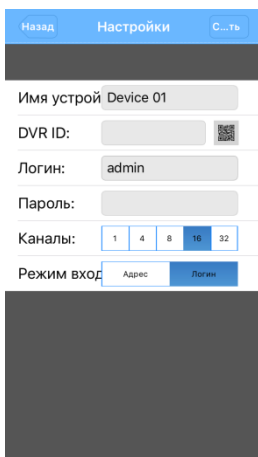 Назад Настройки С...ть
Имя устрой Device 01
DVR ID:
Логин: admin
Пароль:
Каналы: 1 4 8 16 32
Режим вход Адрес Логин